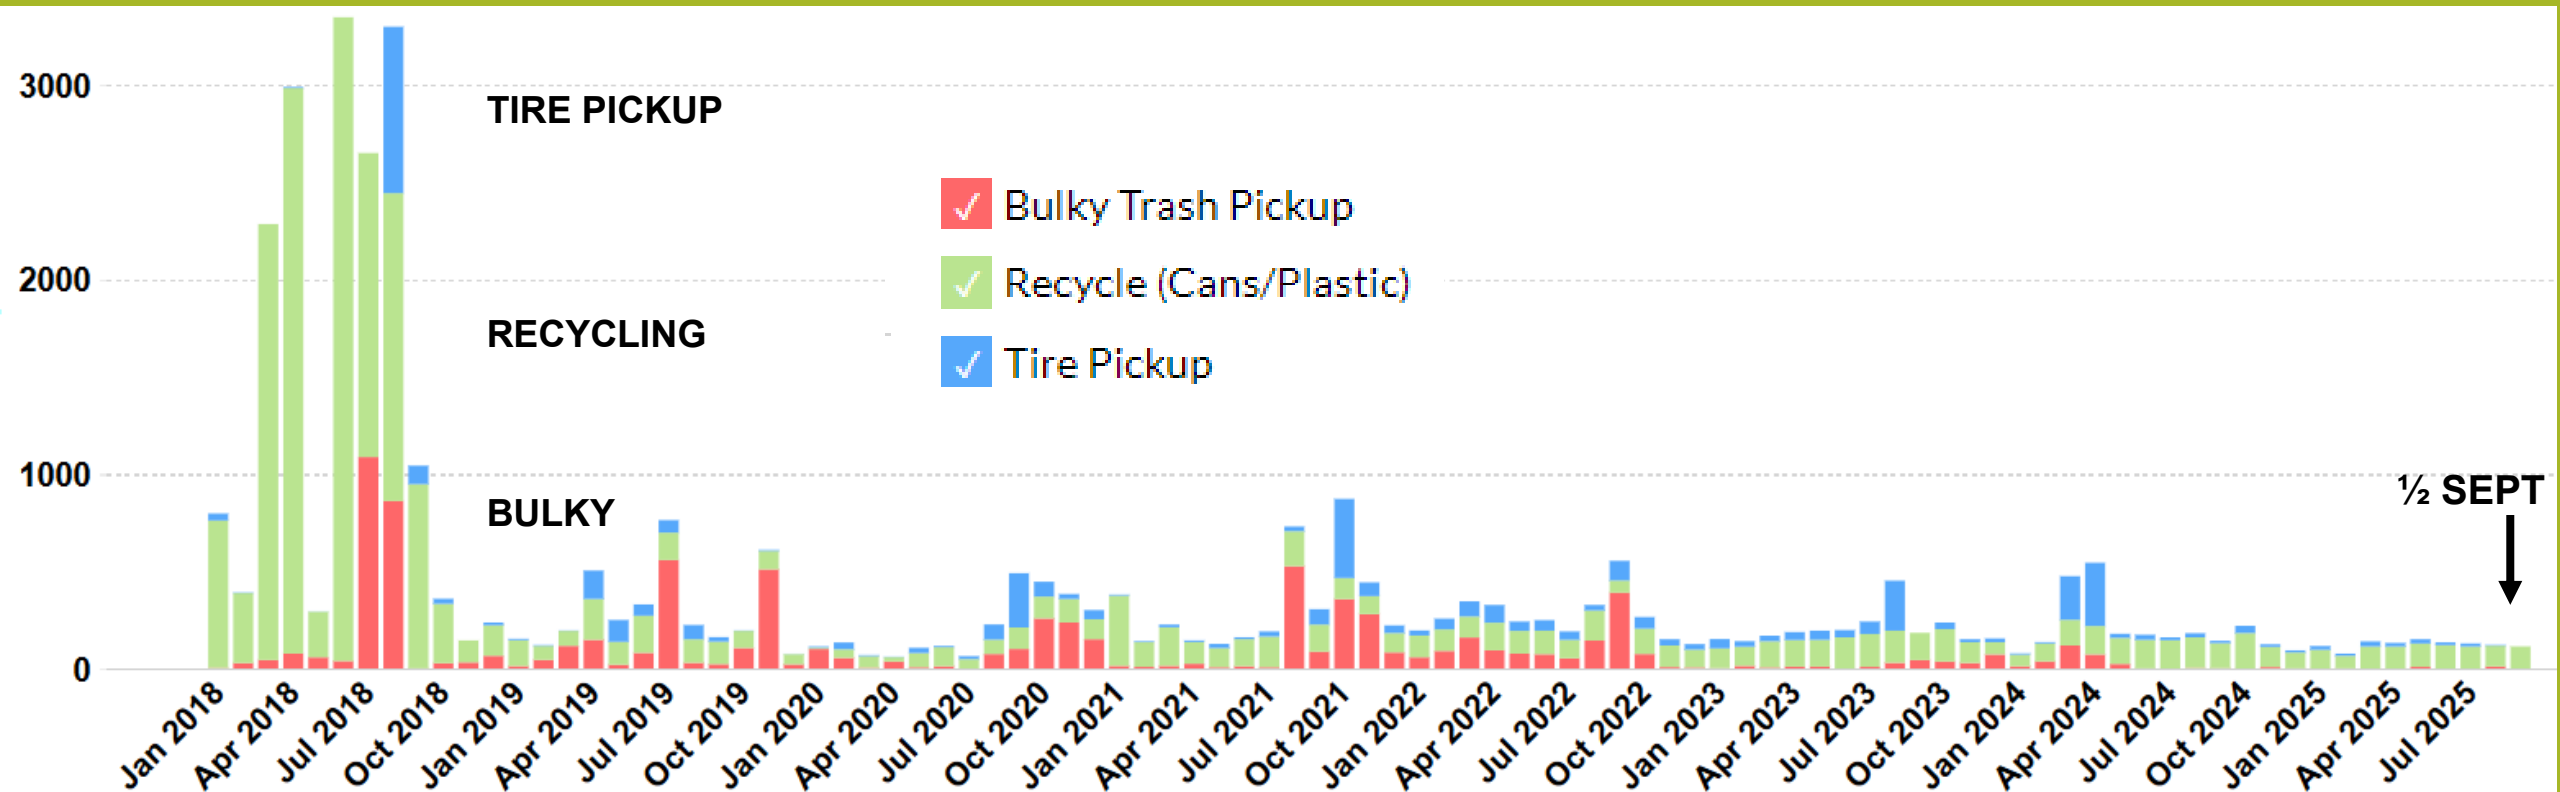 3000
2000
1000
0
TIRE PICKUP
RECYCLING
BULKY
Bulky Trash Pickup
Recycle (Cans/Plastic)
Tire Pickup
½ SEPT
Jan 2018
Apr 2018
Jul 2018
Oct 2018
Jan 2019
Apr 2019
Jul 2019
Oct 2019
Jan 2020
Apr 2020
Jul 2020
Oct 2020
Jan 2021
Apr 2021
Jul 2021
Oct 2021
Jan 2022
Apr 2022
Jul 2022
Oct 2022
Jan 2023
Apr 2023
Jul 2023
Oct 2023
Jan 2024
Apr 2024
Jul 2024
Oct 2024
Jan 2025
Apr 2025
Jul 2025